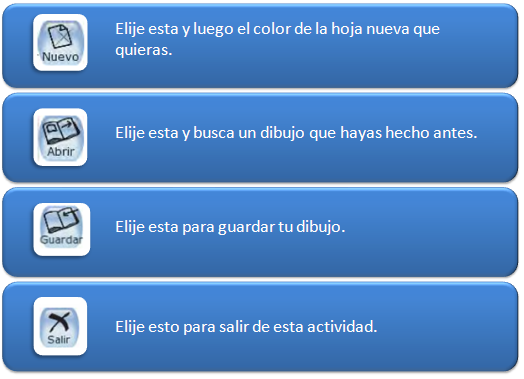 Nuevo
Elije esta y luego el color de la hoja nueva que
quieras.
Abrir
Elije esta y busca un dibujo que hayas hecho antes.
Guardar
Elije esta para guardar tu dibujo.
Salir
Elije esto para salir de esta actividad.